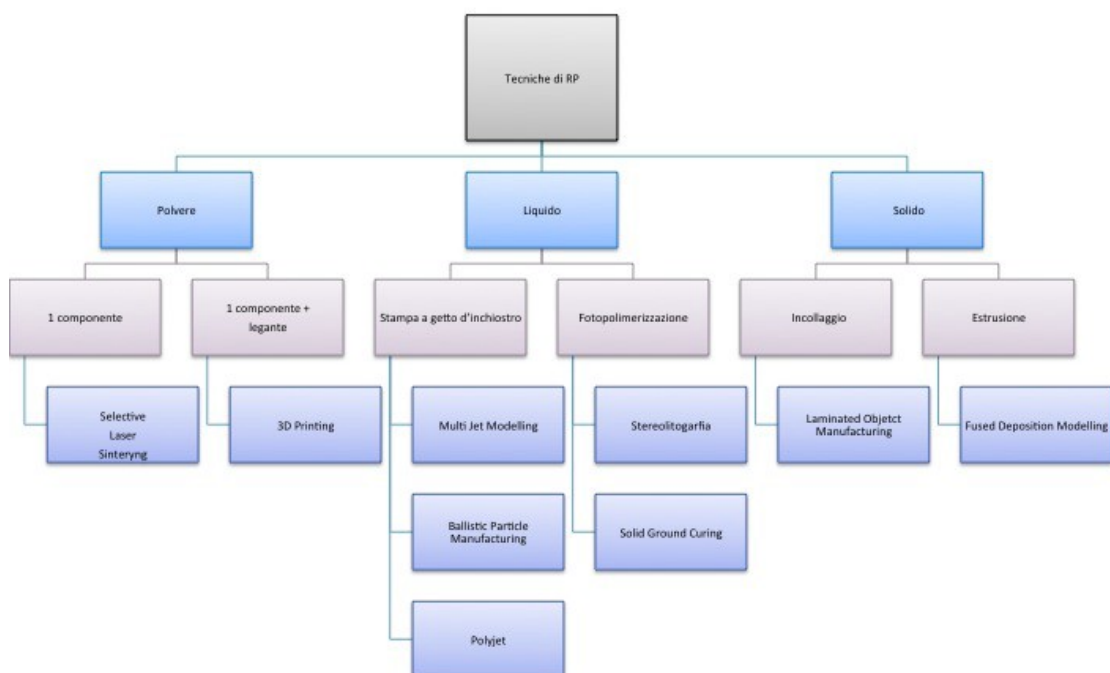 Tecniche di RP
Polvere
Liquido
Solido
1 componente
1 componente +
legante
Stampa a getto d'inchiostro
Fotopolimerizzazione
Incollaggio
Estrusione
Selective
Laser
Sinteryng
3D Printing
Multi Jet Modelling
Stereolitogarfia
Laminated Objetct
Manufacturing
Fused Deposition Modelling
Ballistic Particle
Manufacturing
Solid Ground Curing
Polyjet